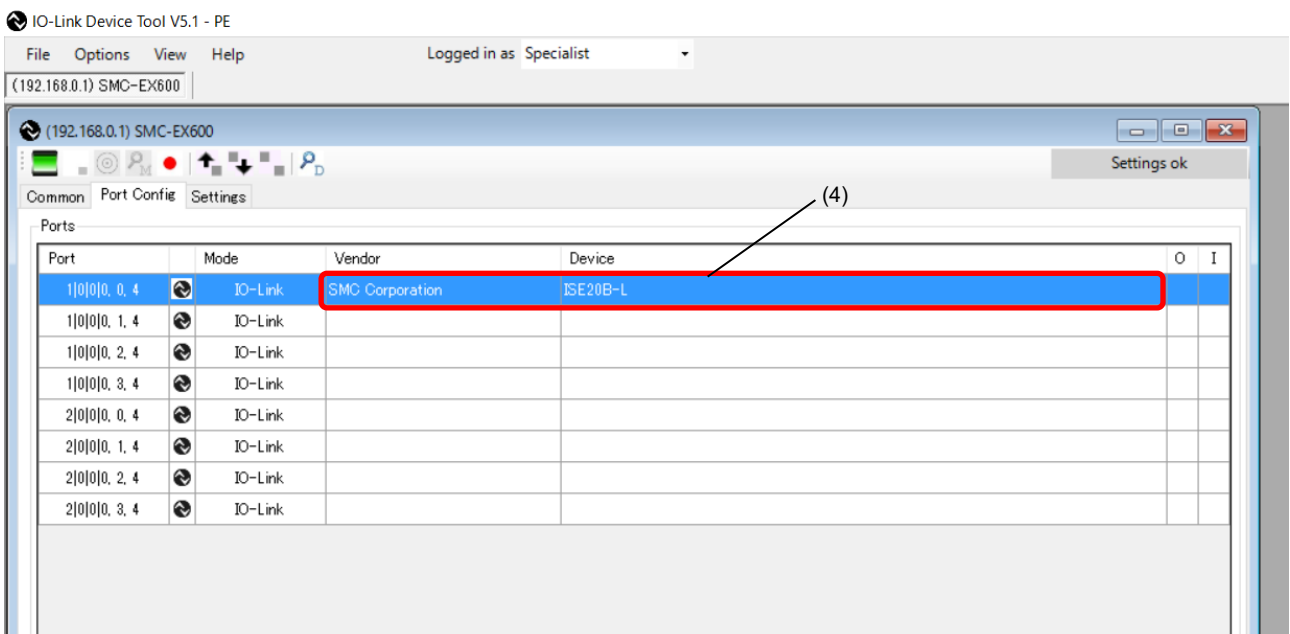 IO-Link Device Tool V5.1 - PE
File Options View Help Logged in as Specialist
(192.168.0.1) SMC-EX600
(192.168.0.1) SMC-EX600
M D Settings ok
Common Port Config Settings
(4)
Ports
Port Mode Vendor Device O I
1|0|0|0, 0, 4 IO-Link SMC Corporation ISE20B-L
1|0|0|0, 1, 4 IO-Link
1|0|0|0, 2, 4 IO-Link
1|0|0|0, 3, 4 IO-Link
2|0|0|0, 0, 4 IO-Link
2|0|0|0, 1, 4 IO-Link
2|0|0|0, 2, 4 IO-Link
2|0|0|0, 3, 4 IO-Link